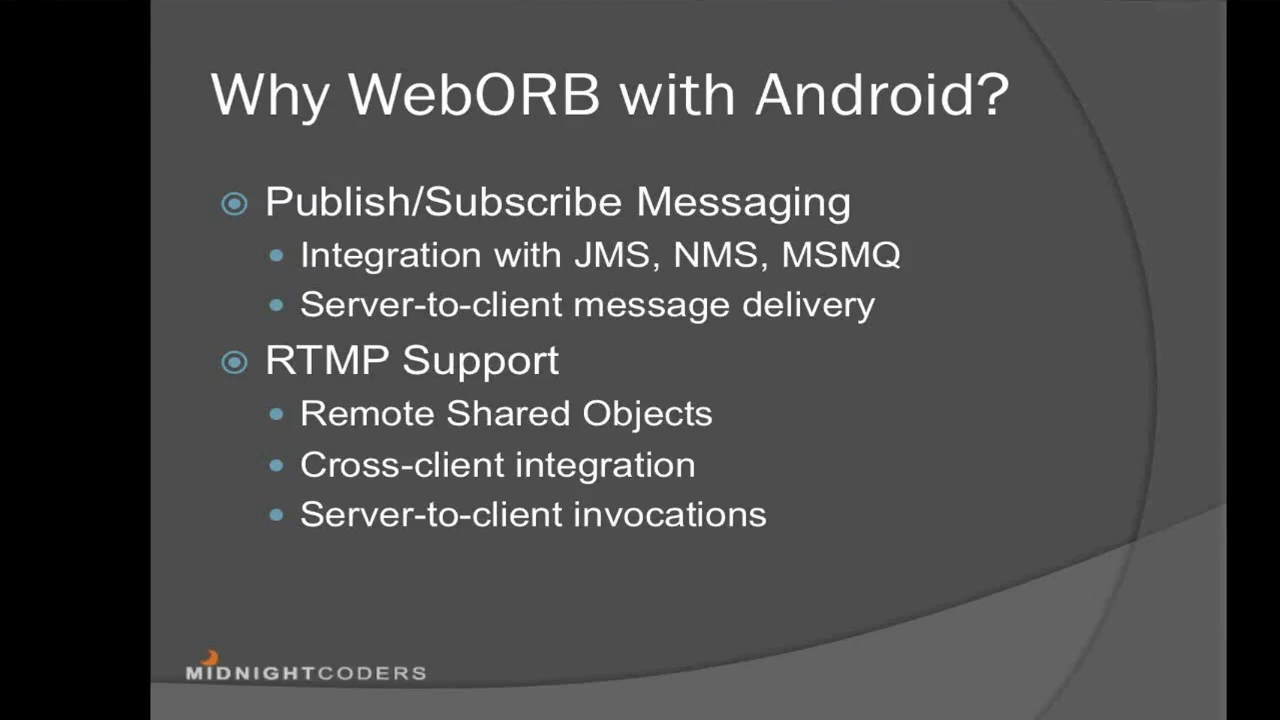 Why WebORB with Android?
Publish/Subscribe Messaging
Integration with JMS, NMS, MSMQ
Server-to-client message delivery
RTMP Support
Remote Shared Objects
Cross-client integration
Server-to-client invocations
MIDNIGHTCODERS